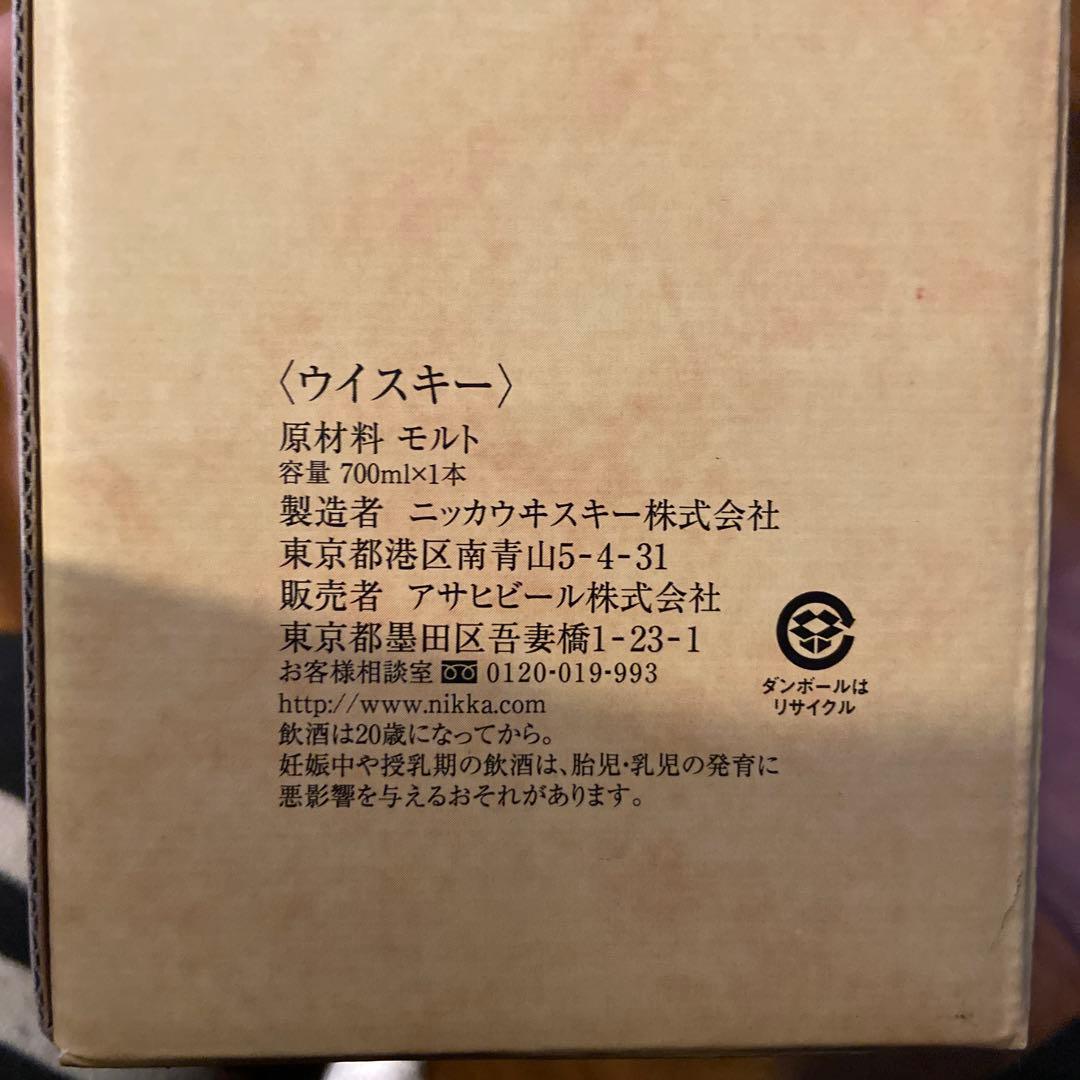 〈ウイスキー〉
原材料 モルト
容量 700ml×1本
製造者 ニッカウヰスキー株式会社
東京都港区南青山5-4-31
販売者 アサヒビール株式会社
東京都墨田区吾妻橋1-23-1
お客様相談室 0120-019-993
http://www.nikka.com
飲酒は20歳になってから。
妊娠中や授乳期の飲酒は、胎児・乳児の発育に
悪影響を与えるおそれがあります。
ダンボールは
リサイクル